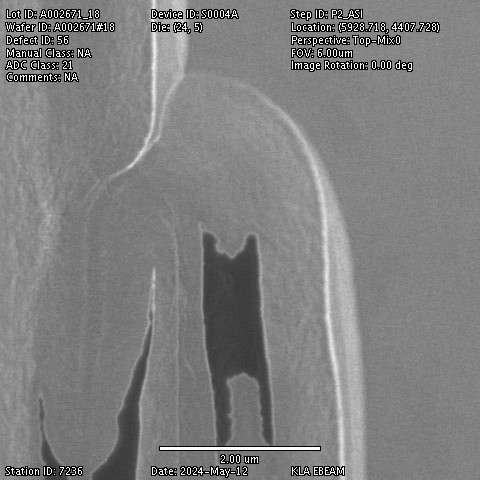 Lot ID: A002671_18
Wafer ID: A002671#18
Defect ID: 56
Manual Class: NA
ADC Class: 21
Comments: NA
Device ID: S0004A
Die: (24, 5)
Step ID: F2_ASI
Location: (5928.718, 4407.728)
Perspective: Top-Mix0
FOV: 6.00um
Image Rotation: 0.00 deg
2.00 um
Station ID: 7236
Date: 2024-May-12
KLA EBEAM